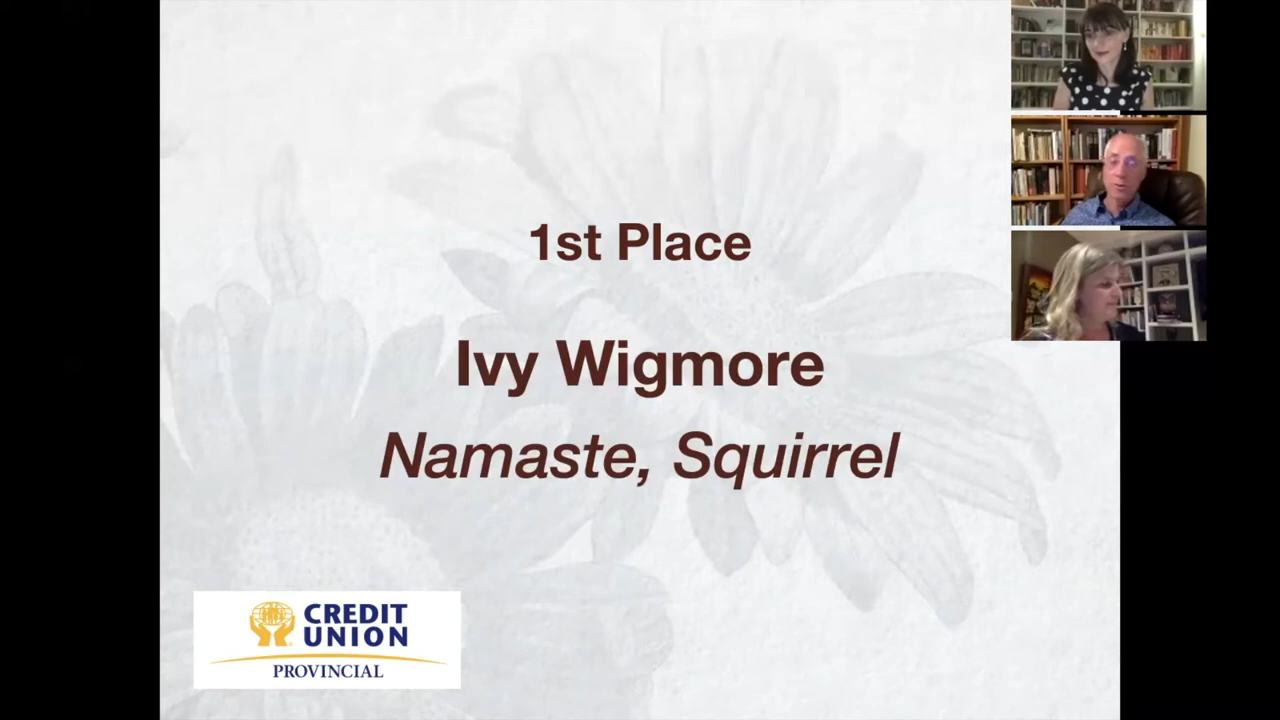 1st Place
Ivy Wigmore
Namaste, Squirrel
CREDIT
UNION
PROVINCIAL